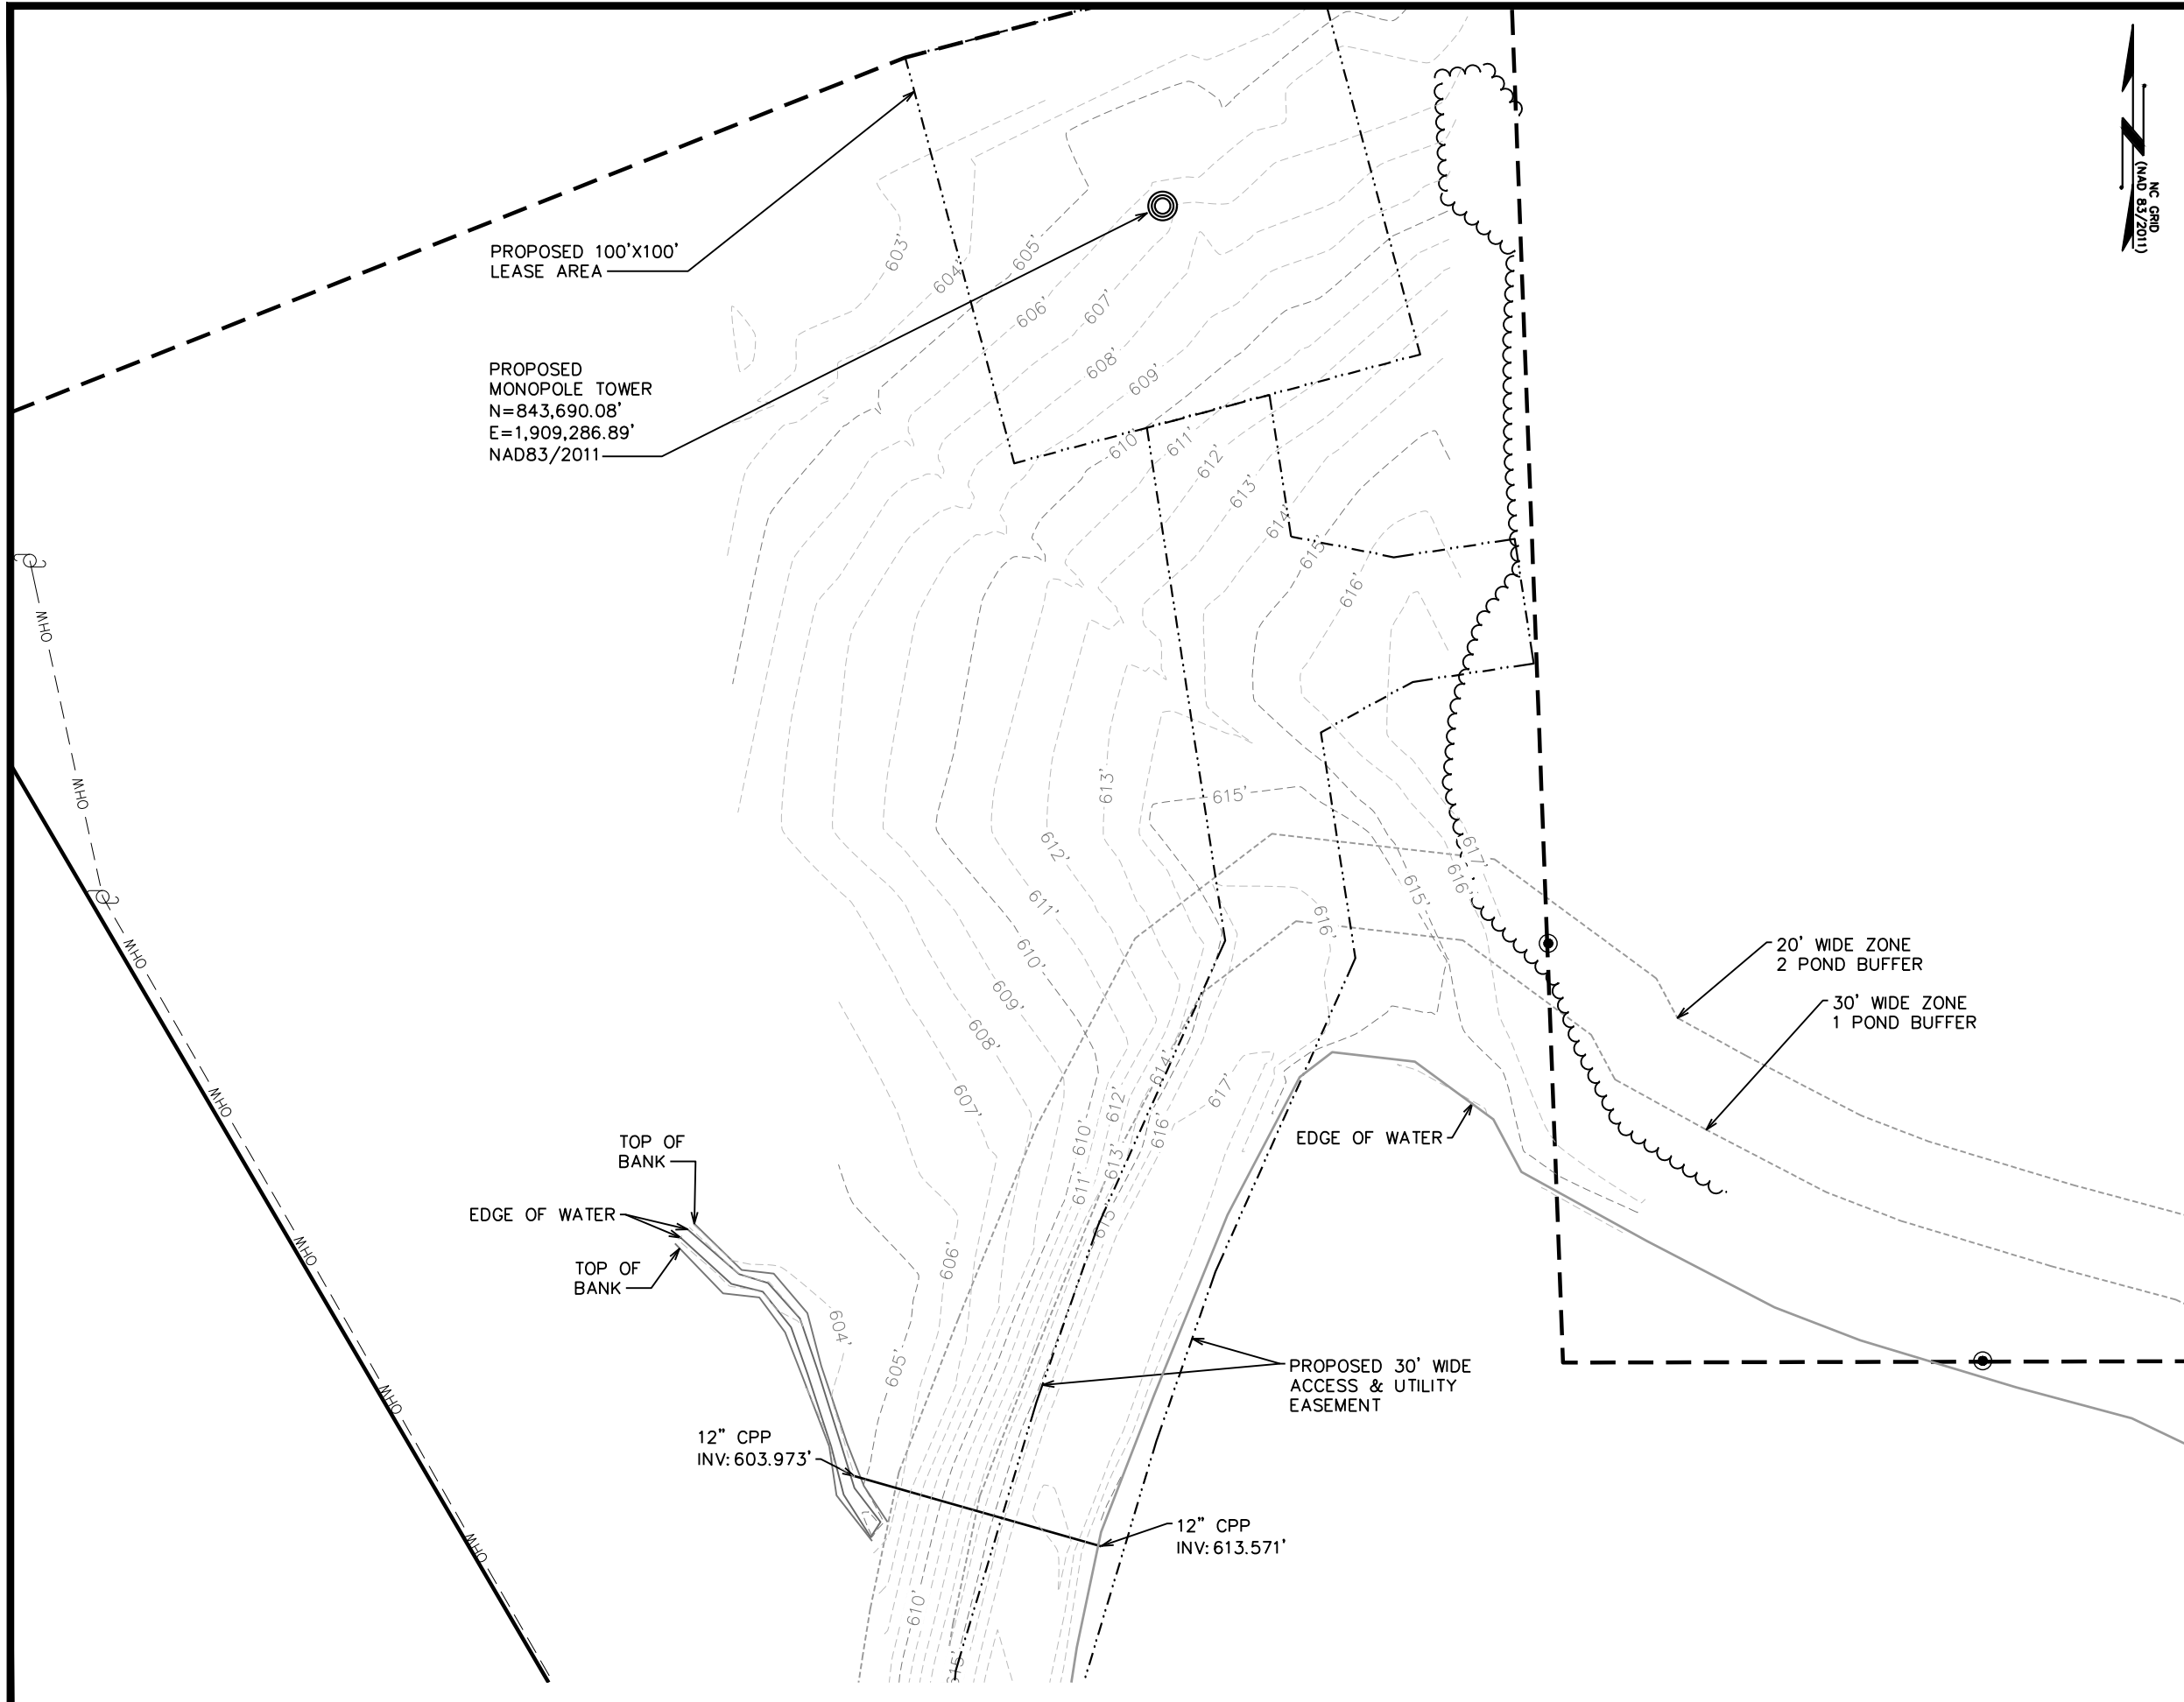 NC GRID
(NAD 83/2011)
PROPOSED 100'X100'
LEASE AREA
603'
604'
605'
606'
607'
608'
609'
PROPOSED
MONOPOLE TOWER
N=843,690.08'
E=1,909,286.89'
NAD83/2011
610'
611'
612'
613'
614'
615'
616'
OHW
OHW
OHW
OHW
OHW
OHW
OHW
613'
615'
612'
611'
610'
609'
608'
607'
617'
616'
615'
616'
20' WIDE ZONE
2 POND BUFFER
30' WIDE ZONE
1 POND BUFFER
614'
617'
612'
610'
616'
613'
611'
615'
EDGE OF WATER
TOP OF
BANK
EDGE OF WATER
TOP OF
BANK
606'
604'
605'
PROPOSED 30' WIDE
ACCESS & UTILITY
EASEMENT
12" CPP
INV: 603.973'
12" CPP
INV: 613.571'
610'
615'